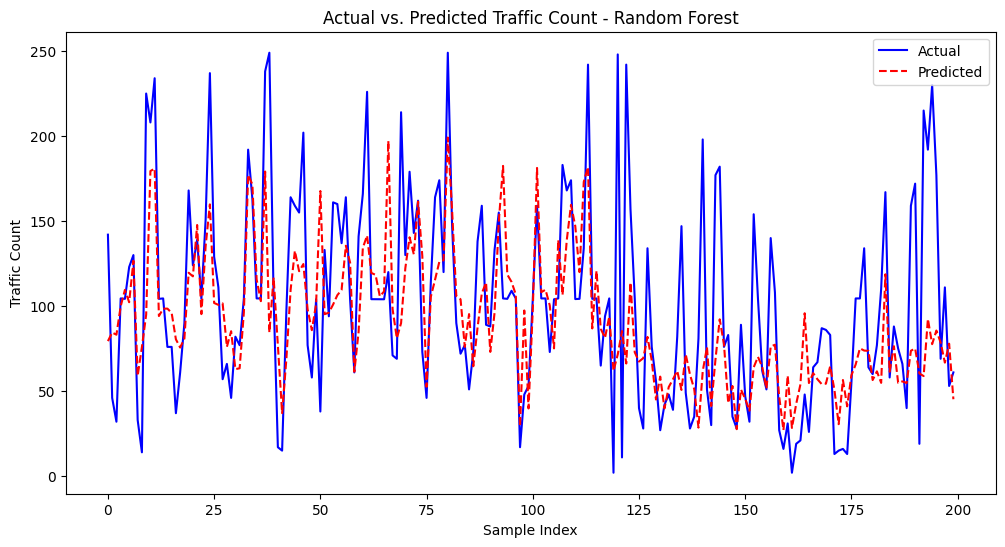 Actual vs. Predicted Traffic Count - Random Forest
Actual
Predicted
250
200
150
100
50
0
Traffic Count
0 25 50 75 100 125 150 175 200
Sample Index